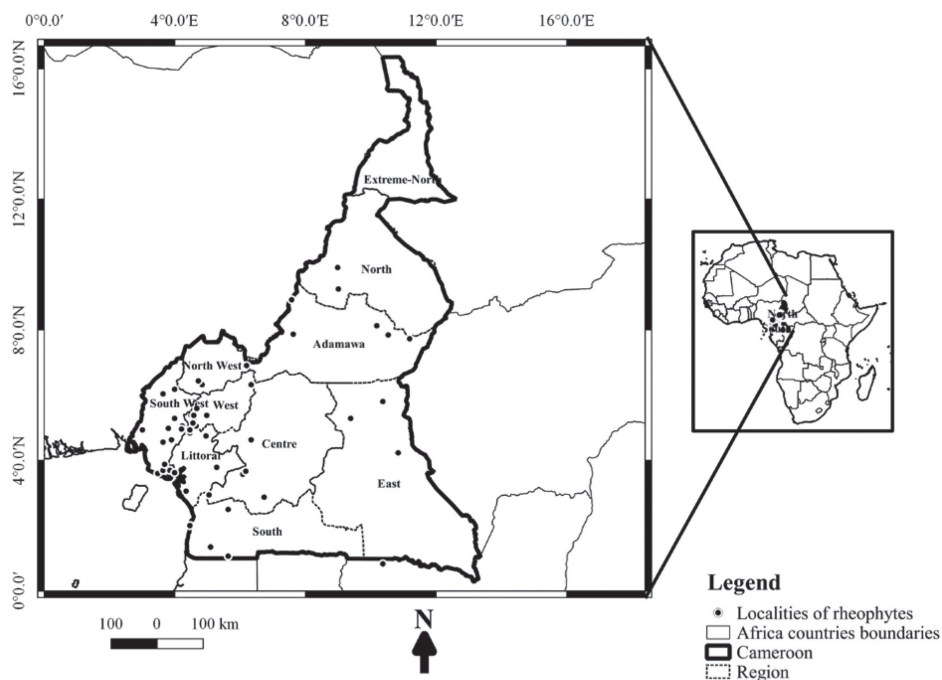 0°0.0'E 4°0.0'E 8°0.0'E 12°0.0'E 16°0.0'E
16°0.0'N
12°0.0'N
8°0.0'N
4°0.0'N
0°0.0'
Extreme-North
North
Adamawa
North West
South West
West
Centre
Littoral
East
South
North
South
100 0 100 km
N
Legend
Localities of rheophytes
Africa countries boundaries
Cameroon
Region